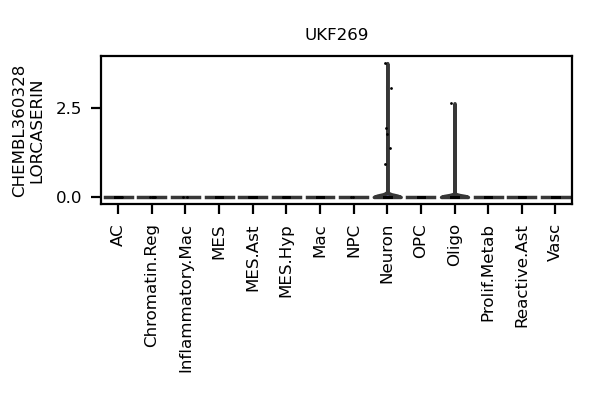 UKF269
CHEMBL360328
LORCASERIN
2.5
0.0
AC
Chromatin.Reg
Inflammatory.Mac
MES
MES.Ast
MES.Hyp
Mac
NPC
Neuron
OPC
Oligo
Prolif.Metab
Reactive.Ast
Vasc